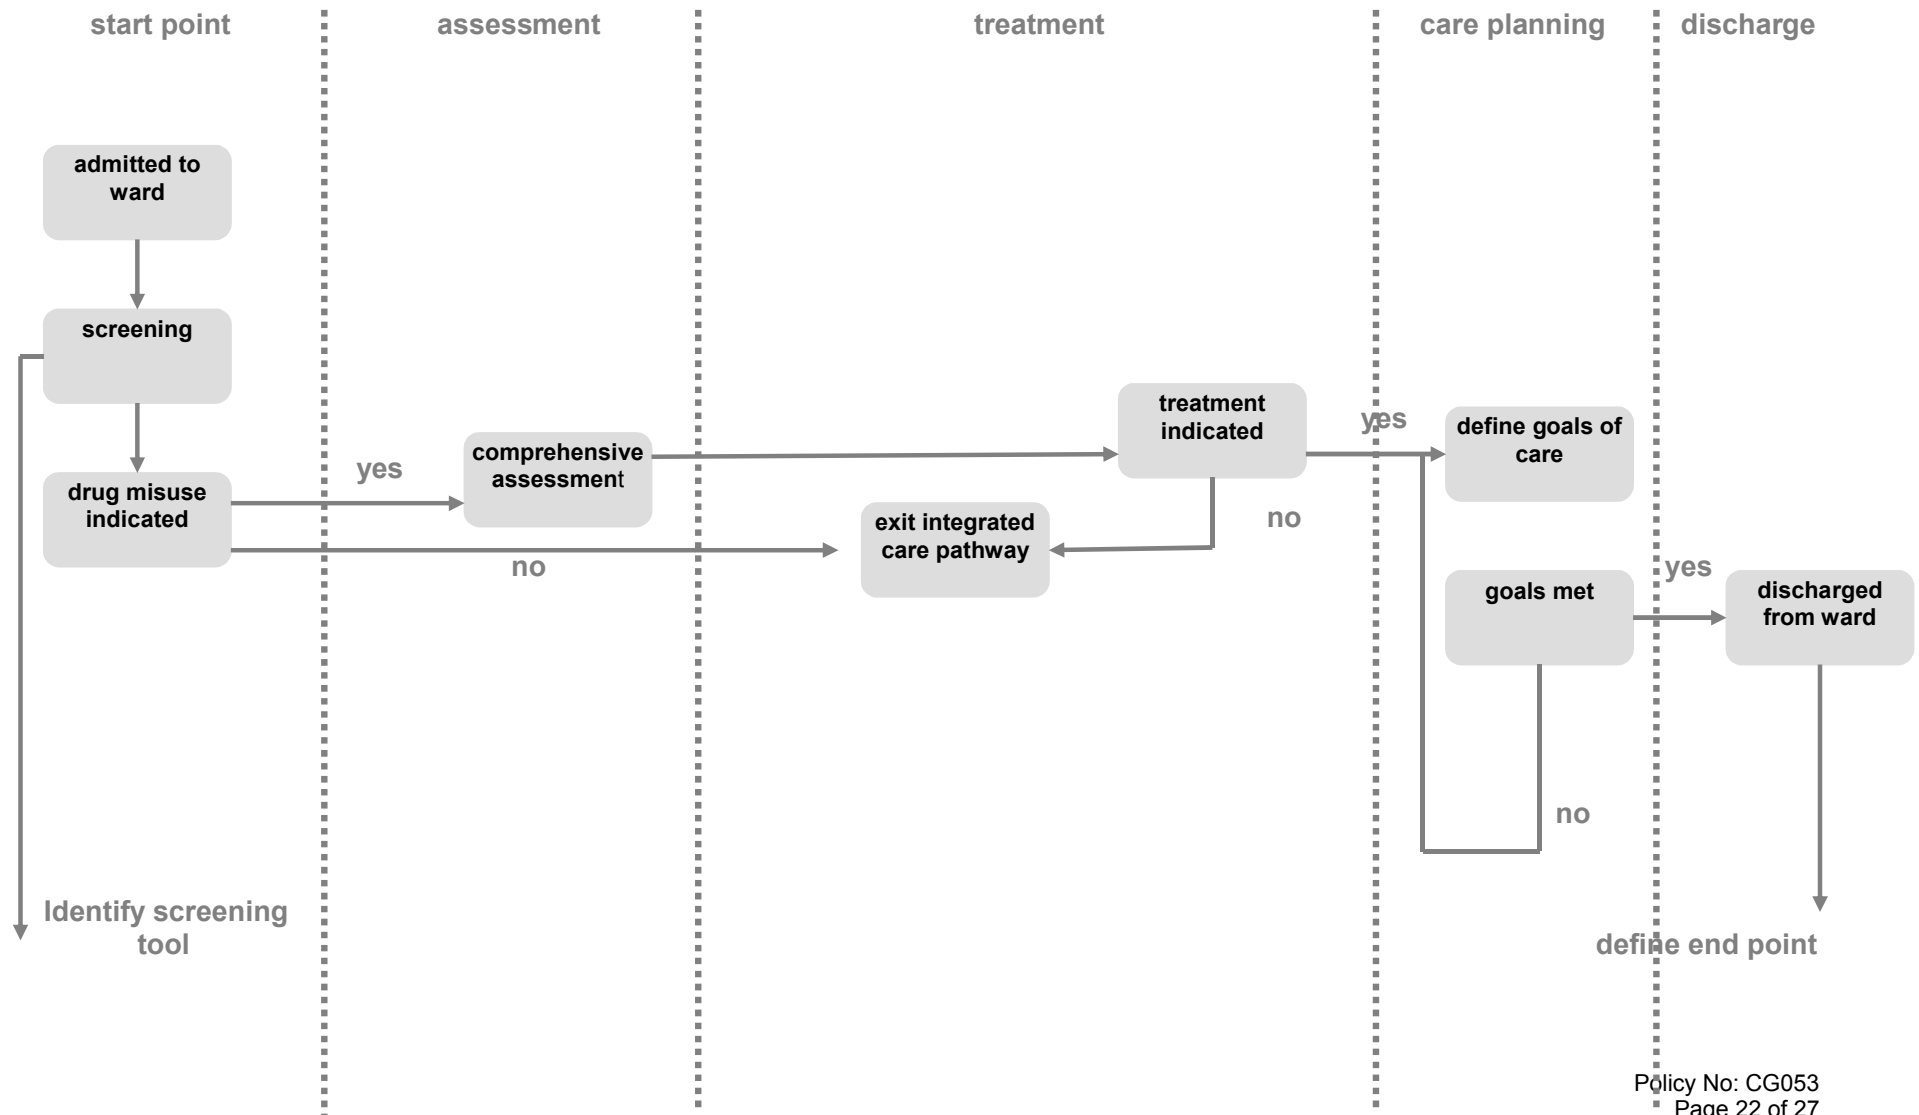 start point
assessment
treatment
care planning
discharge
admitted to
ward
screening
drug misuse
indicated
yes
no
comprehensive
assessment
treatment
indicated
exit integrated
care pathway
no
yes
define goals of
care
goals met
yes
discharged
from ward
no
Identify screening
tool
define end point
Policy No: CG053
Page 22 of 27